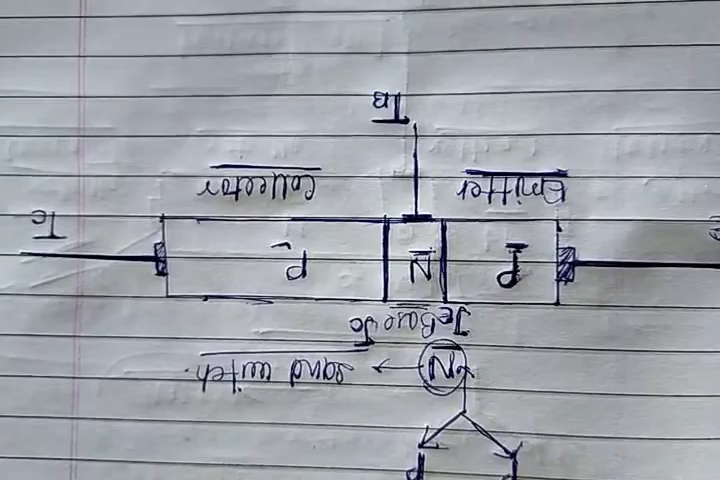 P P
N → Sand witch.
JE Base JC
P N P
IC
Emitter Collector
IB